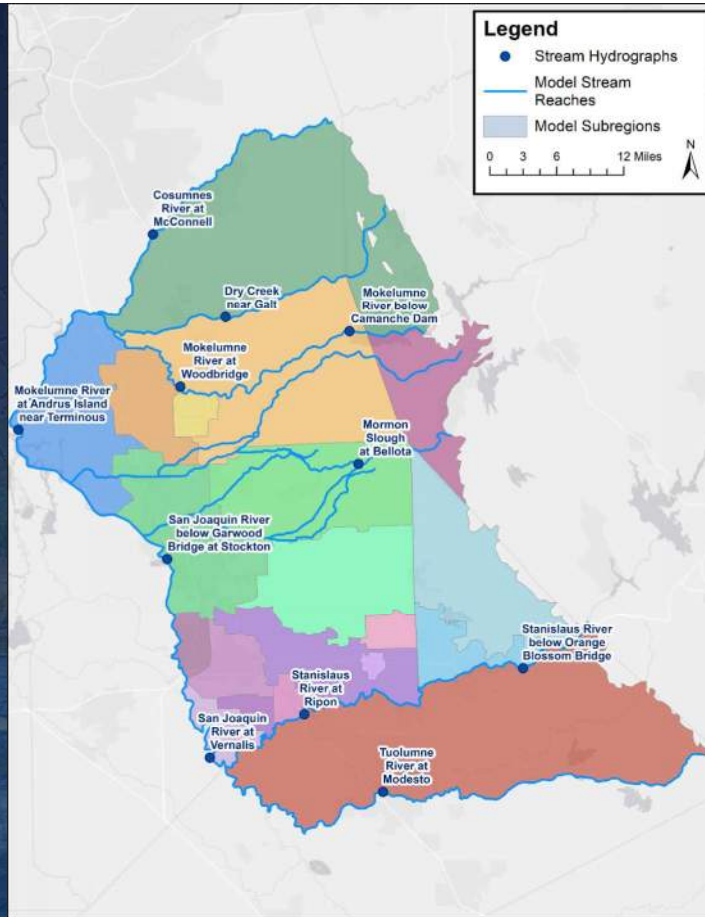 Legend
Stream Hydrographs
Model Stream
Reaches
Model Subregions
N
0 3 6 12 Miles
Cosumnes
River at
McConnell
Dry Creek
near Galt
Mokelumne
River below
Camanche Dam
Mokelumne
River at
Woodbridge
Mokelumne River
at Andrus Island
near Terminous
Mormon
Slough
at Bellota
San Joaquin River
below Garwood
Bridge at Stockton
Stanislaus River
below Orange
Blossom Bridge
Stanislaus
River at
Ripon
San Joaquin
River at
Vernalis
Tuolumne
River at
Modesto